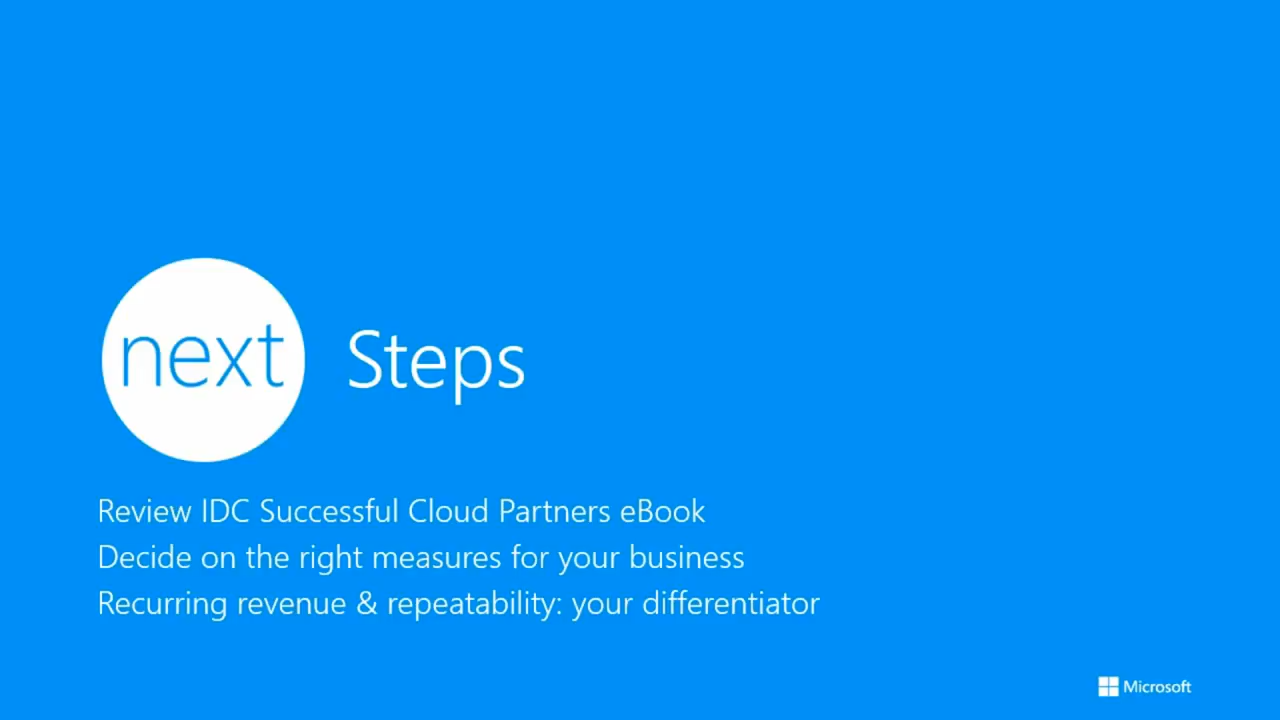 next Steps
Review IDC Successful Cloud Partners eBook
Decide on the right measures for your business
Recurring revenue & repeatability: your differentiator
Microsoft